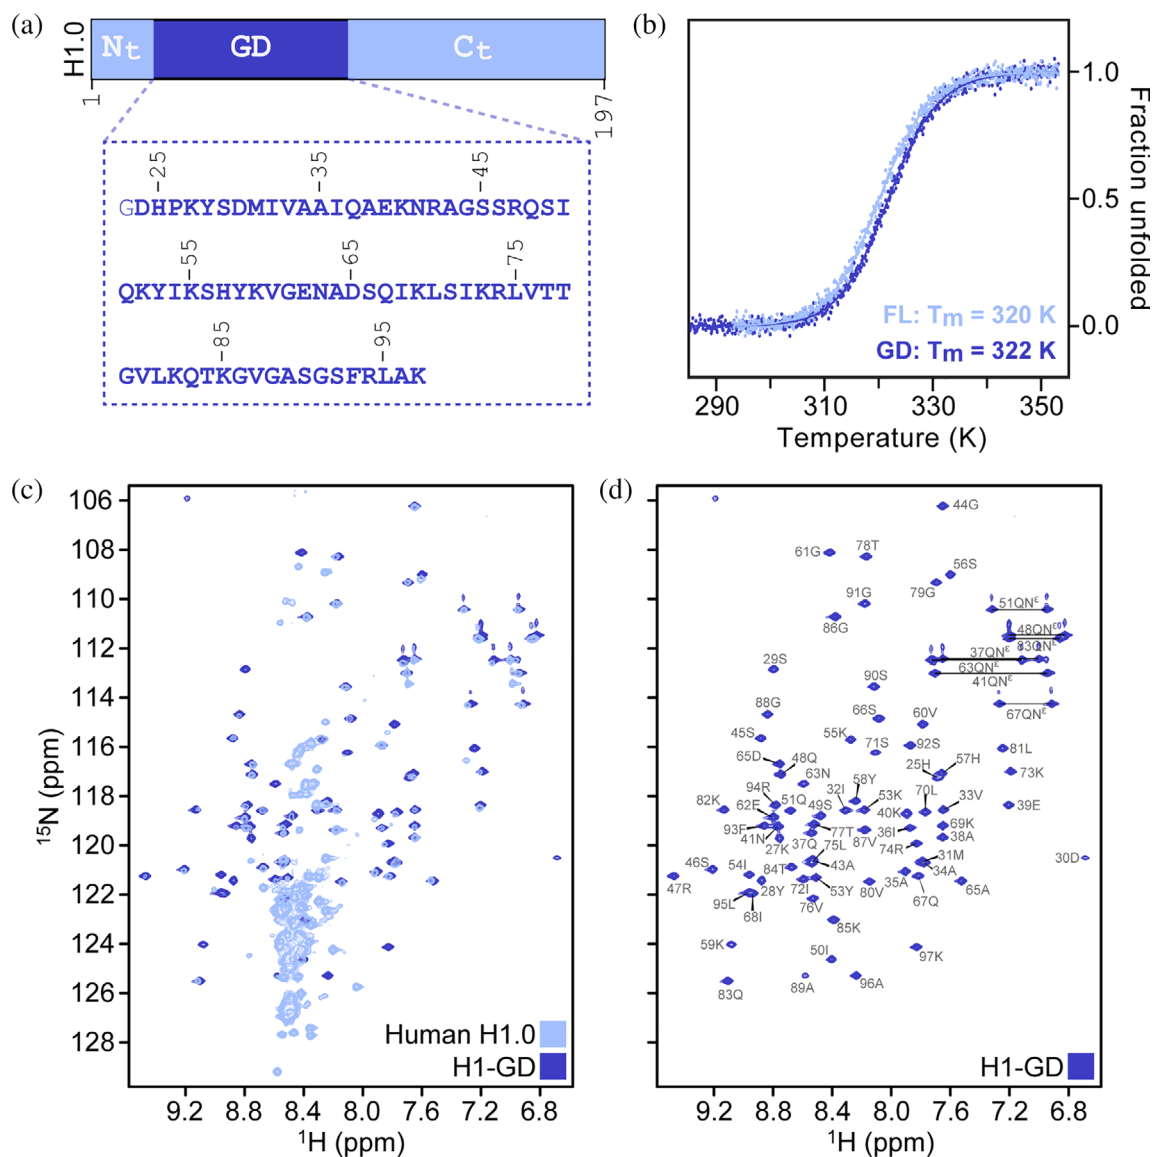 (a)
H1.0
Nt
GD
Ct
1
197
25
35
45
GDHPKYSDMIVAAIQAEKNRAGSSRQSI
55
65
75
QKYIKSHYKVGENADSQIKLSIKRLVTT
85
95
GVLKQTKGVGASGSFRLAK
(b)
1.0
0.5
0.0
Fraction unfolded
FL: Tm = 320 K
GD: Tm = 322 K
290
310
330
350
Temperature (K)
(c)
106
108
110
112
114
116
118
120
122
124
126
128
15N (ppm)
Human H1.0
H1-GD
9.2
8.8
8.4
8.0
7.6
7.2
6.8
1H (ppm)
(d)
44G
61G
78T
56S
79G
91G
86G
51QNε
48QNε
83QNε
37QNε
63QNε
41QNε
67QNε
29S
90S
88G
66S
60V
45S
55K
71S
92S
81L
65D
48Q
63N
25H
57H
73K
94R
51Q
32I
58Y
70L
82K
62E
49S
53K
40K
33V
39E
93F
41N
77T
87V
36I
69K
38A
27K
37Q
75L
74R
31M
30D
46S
54I
84T
43A
34A
47R
28Y
72I
53Y
80V
35A
67Q
65A
95L
68I
76V
85K
59K
50I
97K
83Q
89A
96A
H1-GD
9.2
8.8
8.4
8.0
7.6
7.2
6.8
1H (ppm)